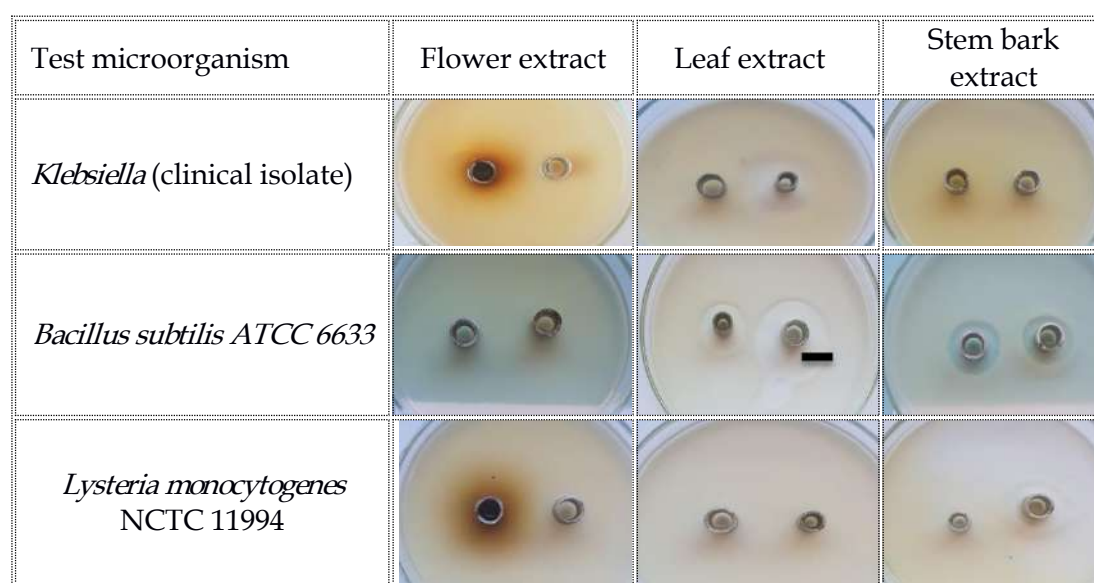 Test microorganism
Flower extract
Leaf extract
Stem bark
extract
Klebsiella (clinical isolate)
Bacillus subtilis ATCC 6633
Lysteria monocytogenes
NCTC 11994